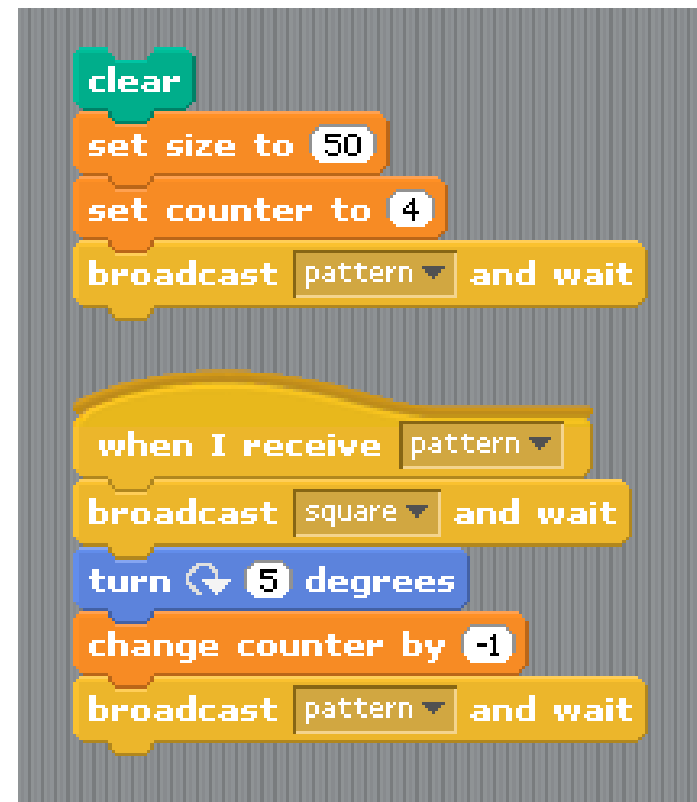 clear
set size to 50
set counter to 4
broadcast pattern and wait
when I receive pattern
broadcast square and wait
turn 5 degrees
change counter by -1
broadcast pattern and wait